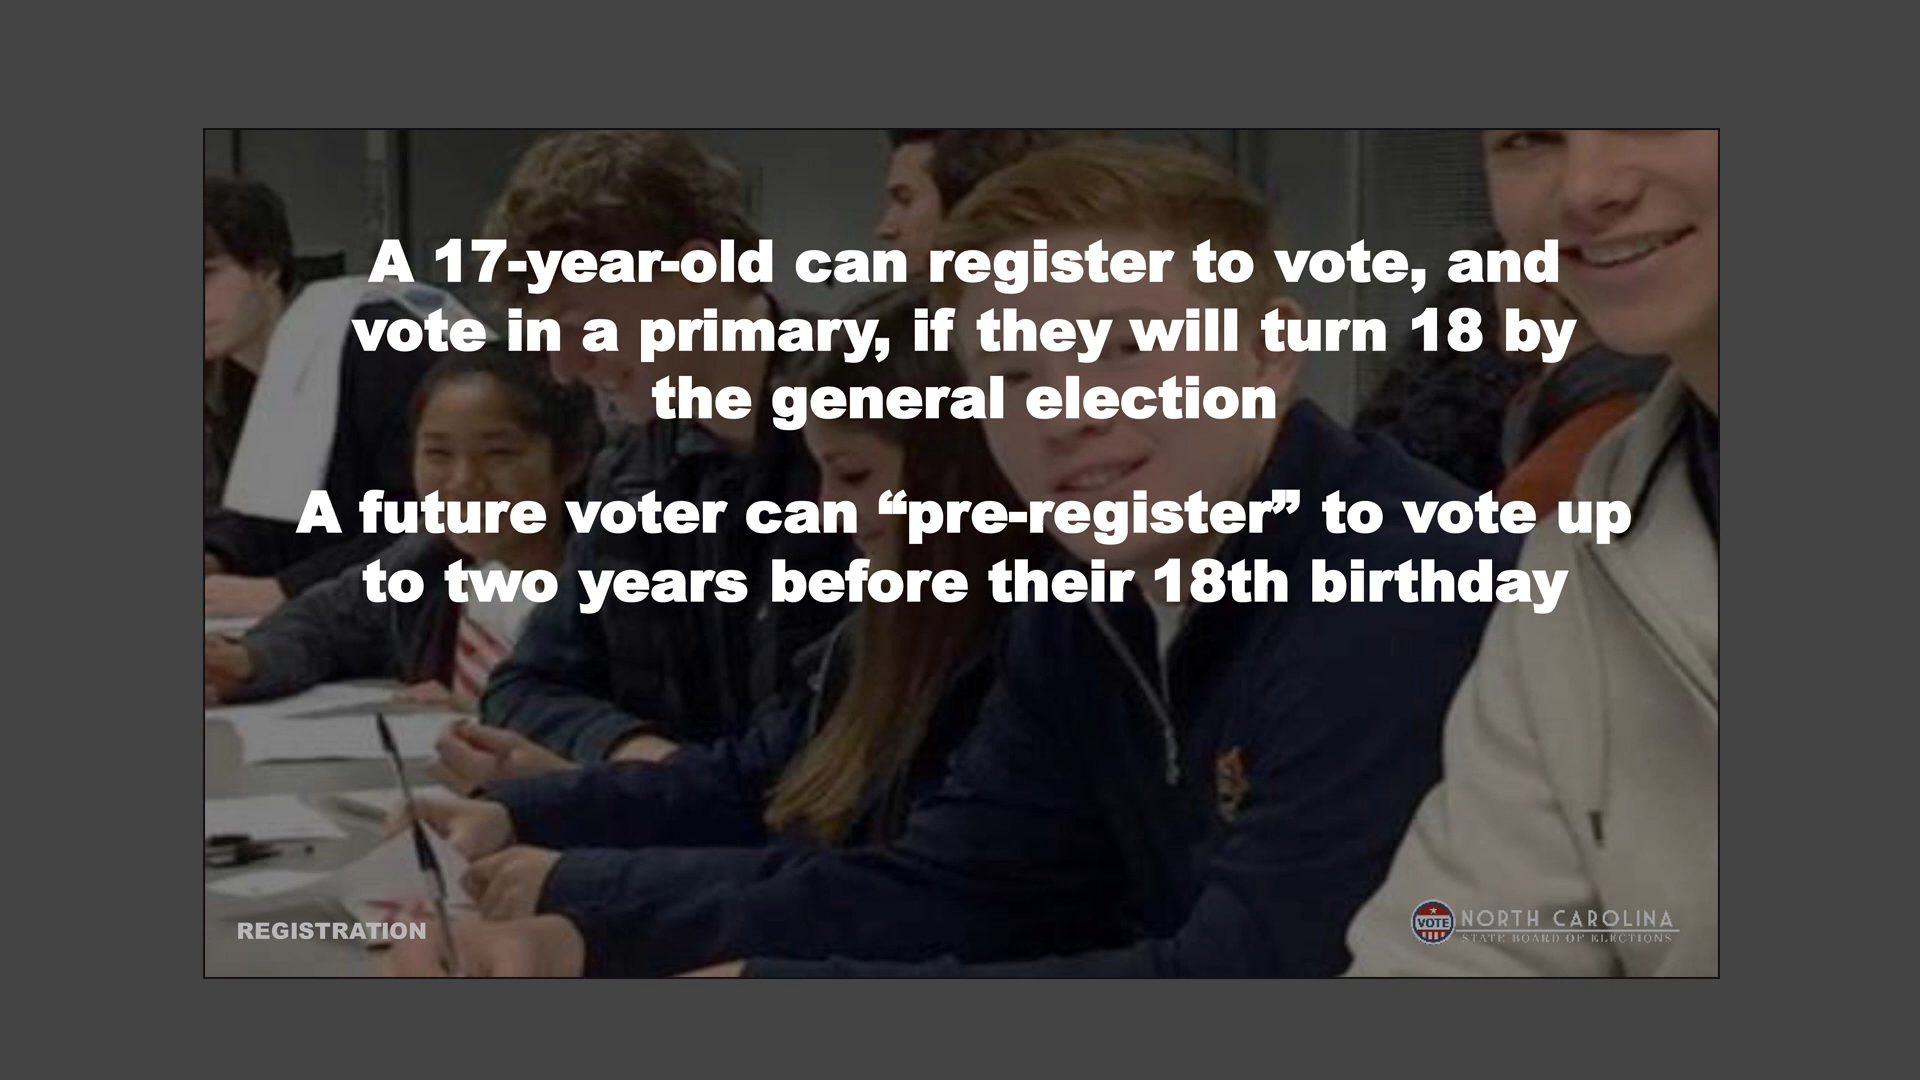 A 17-year-old can register to vote, and
vote in a primary, if they will turn 18 by
the general election
A future voter can “pre-register” to vote up
to two years before their 18th birthday
REGISTRATION
VOTE
NORTH CAROLINA
STATE BOARD OF ELECTIONS